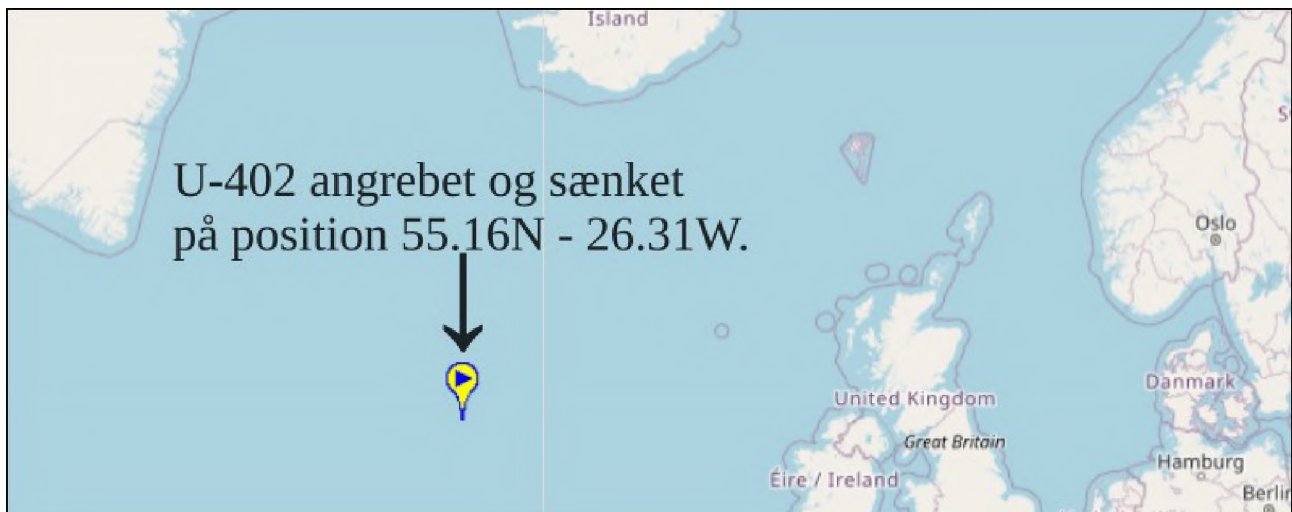 Island
U-402 angrebet og sænket
på position 55.16N - 26.31W.
Oslo
United Kingdom
Danmark
Great Britain
Hamburg
Éire / Ireland